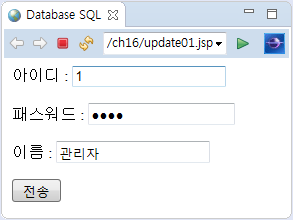 Database SQL
/ch16/update01.jsp
아이디 : 1
패스워드 : ●●●●
이름 : 관리자
전송